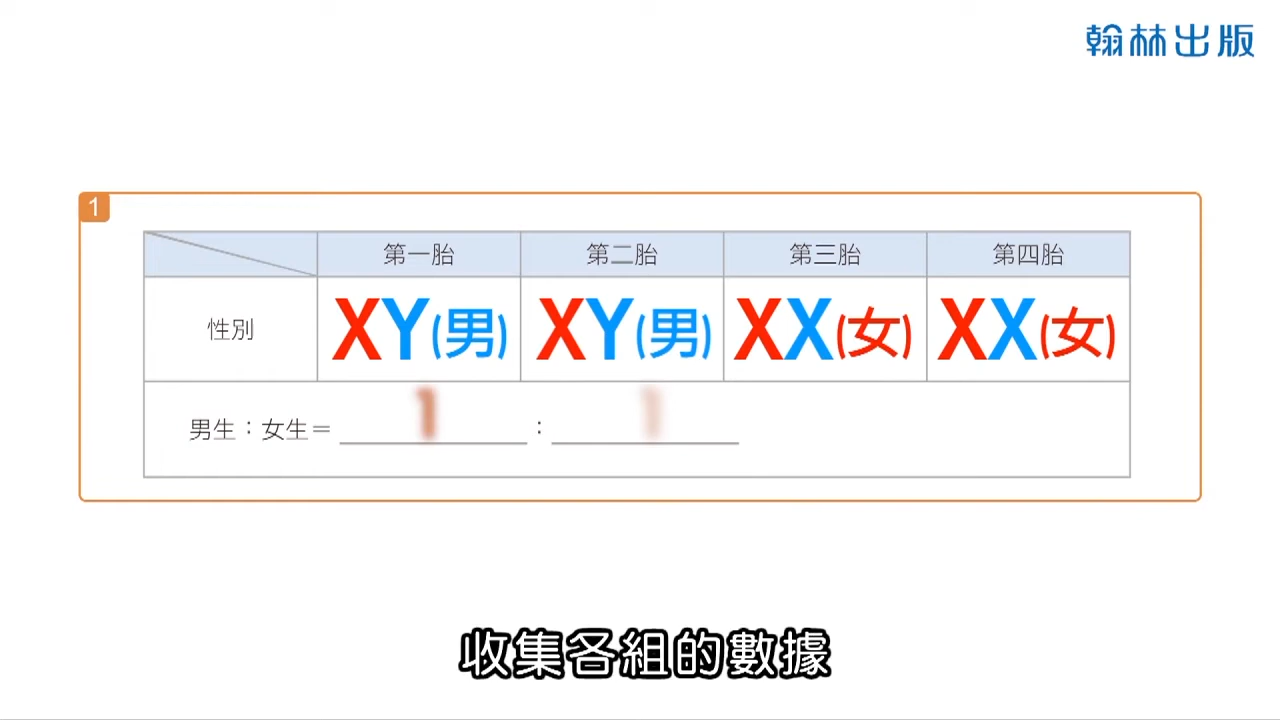 翰林出版
1
第一胎 第二胎 第三胎 第四胎
性別 XY(男) XY(男) XX(女) XX(女)
男生：女生＝ 1 : 1
收集各組的數據